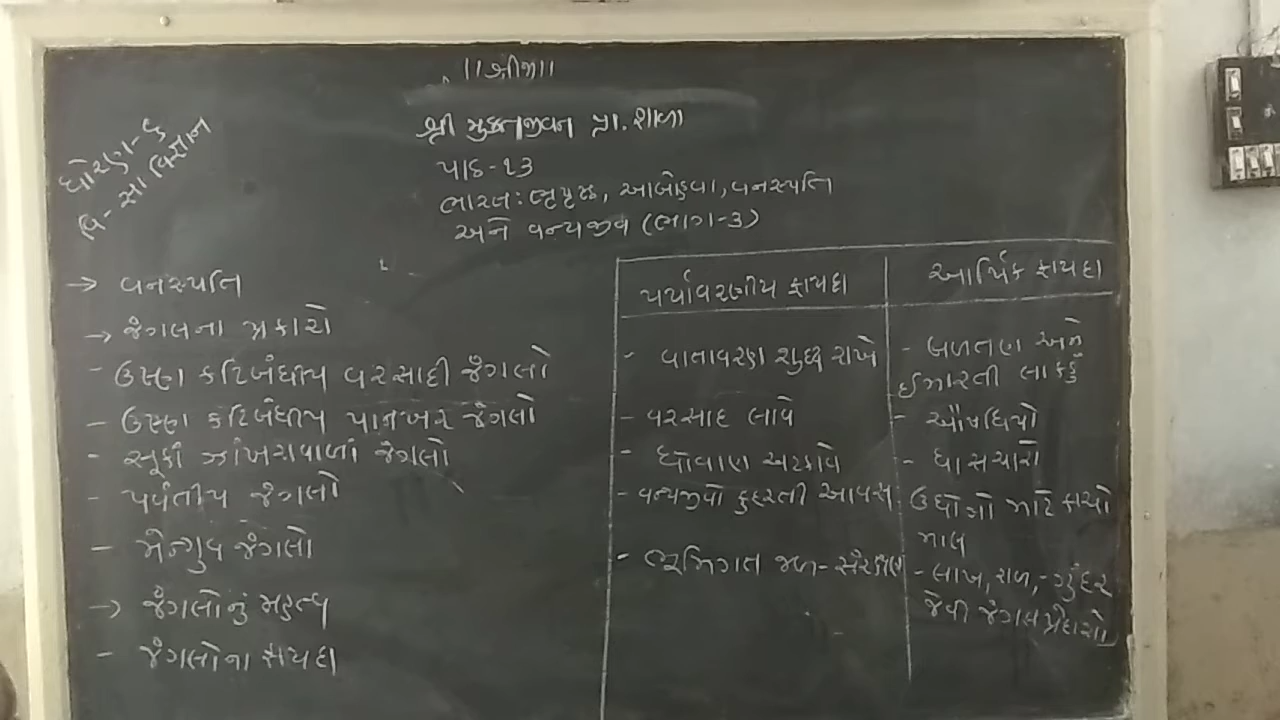 ॥ શ્રીજી ॥
શ્રી મુક્તજીવન પ્રા. શાળા
ધોરણ-૬
વિ- સા વિજ્ઞાન
પાઠ-૧૩
ભારત: ભૂપૃષ્ઠ, આબોહવા, વનસ્પતિ
અને વન્યજીવ (ભાગ-૩)
→ વનસ્પતિ
→ જંગલના પ્રકારો
- ઉષ્ણ કટિબંધીય વરસાદી જંગલો
- ઉષ્ણ કટિબંધીય પાનખર જંગલો
- સૂકી ઝાંખરાવાળાં જંગલો
- પર્વતીય જંગલો
- મેન્ગ્રુવ જંગલો
→ જંગલોનું મહત્વ
- જંગલોના ફાયદા
પર્યાવરણીય ફાયદા
- વાતાવરણ શુદ્ધ રાખે
- વરસાદ લાવે
- ધોવાણ અટકાવે
- વન્યજીવો કુદરતી આવાસ
- ભૂમિગત જળ-સંરક્ષણ
આર્થિક ફાયદા
- બળતણ અને
ઈમારતી લાકડું
- ઔષધિયો
- ઘાસચારો
- ઉદ્યોગો માટે કાચો
માલ
- લાખ, રાળ,-ગુંદર
જેવી જંગલ પેદાશો